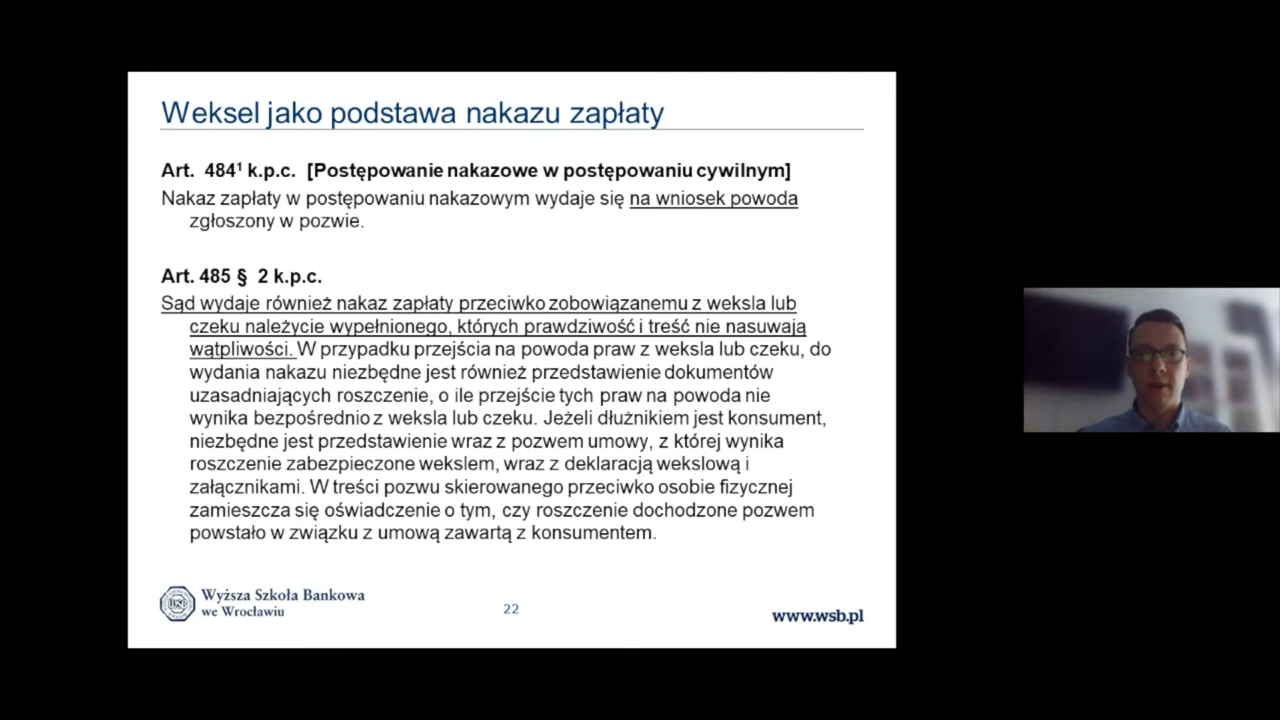 Weksel jako podstawa nakazu zapłaty
Art. 484¹ k.p.c. [Postępowanie nakazowe w postępowaniu cywilnym]
Nakaz zapłaty w postępowaniu nakazowym wydaje się na wniosek powoda
zgłoszony w pozwie.
Art. 485 § 2 k.p.c.
Sąd wydaje również nakaz zapłaty przeciwko zobowiązanemu z weksla lub
czeku należycie wypełnionego, których prawdziwość i treść nie nasuwają
wątpliwości. W przypadku przejścia na powoda praw z weksla lub czeku, do
wydania nakazu niezbędne jest również przedstawienie dokumentów
uzasadniających roszczenie, o ile przejście tych praw na powoda nie
wynika bezpośrednio z weksla lub czeku. Jeżeli dłużnikiem jest konsument,
niezbędne jest przedstawienie wraz z pozwem umowy, z której wynika
roszczenie zabezpieczone wekslem, wraz z deklaracją wekslową i
załącznikami. W treści pozwu skierowanego przeciwko osobie fizycznej
zamieszcza się oświadczenie o tym, czy roszczenie dochodzone pozwem
powstało w związku z umową zawartą z konsumentem.
WSB
Wyższa Szkoła Bankowa
we Wrocławiu
22
www.wsb.pl